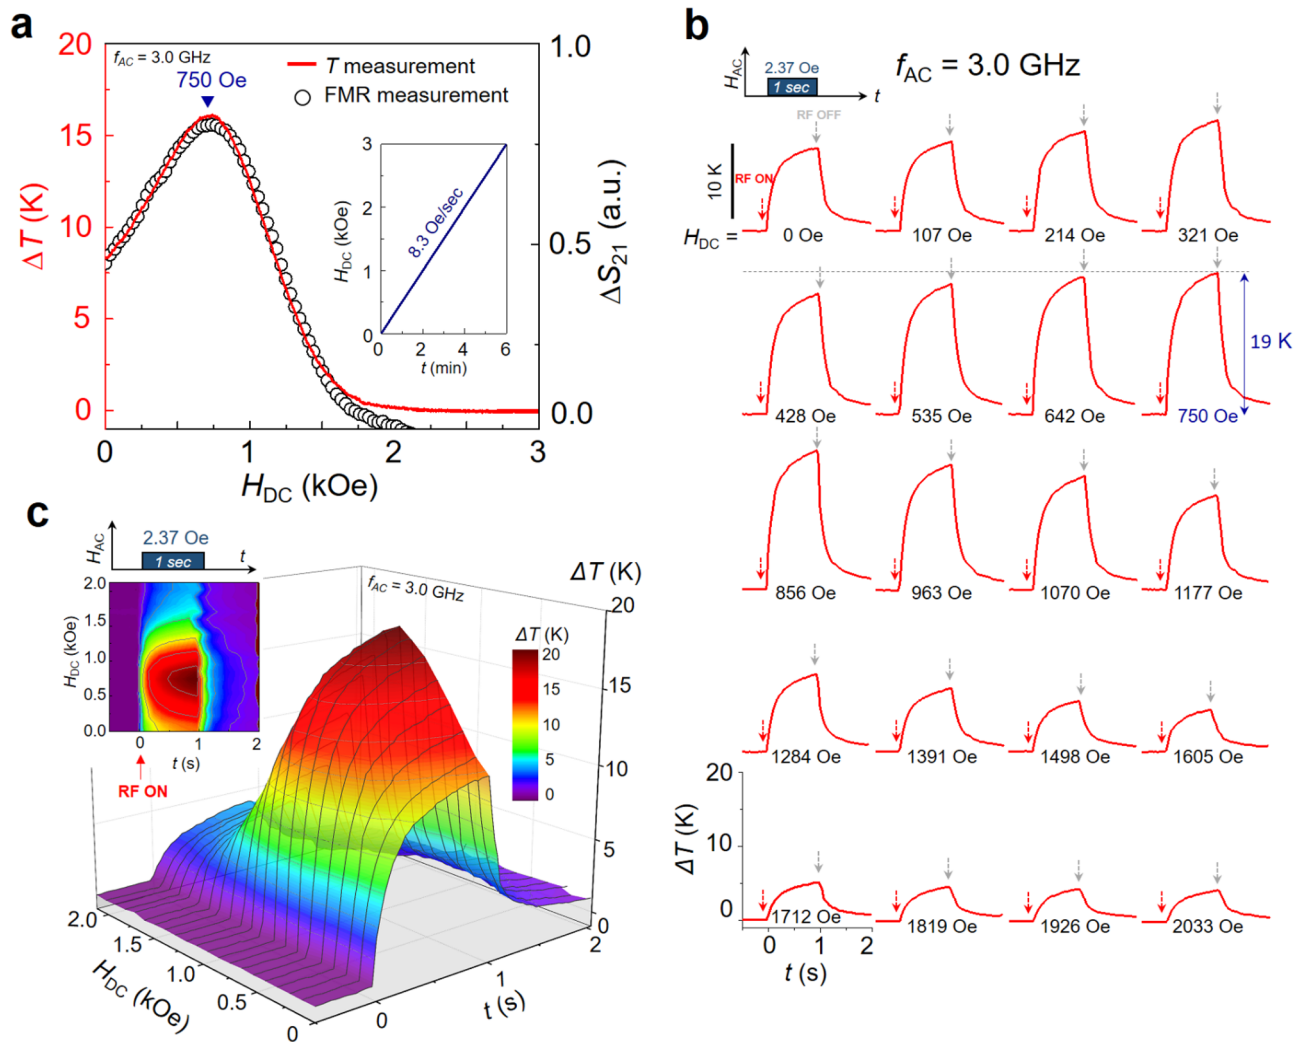 a
20
15
10
5
0
ΔT (K)
f_AC = 3.0 GHz
750 Oe
T measurement
FMR measurement
1.0
0.5
0.0
ΔS21 (a.u.)
3
2
1
0
H_DC (kOe)
8.3 Oe/sec
0 2 4 6
t (min)
0 1 2 3
H_DC (kOe)
b
H_AC
2.37 Oe
1 sec
t
f_AC = 3.0 GHz
RF OFF
10 K
RF ON
H_DC =
0 Oe 107 Oe 214 Oe 321 Oe
19 K
428 Oe 535 Oe 642 Oe 750 Oe
856 Oe 963 Oe 1070 Oe 1177 Oe
1284 Oe 1391 Oe 1498 Oe 1605 Oe
20
10
0
ΔT (K)
1712 Oe 1819 Oe 1926 Oe 2033 Oe
0 1 2
t (s)
c
H_AC
2.37 Oe
1 sec
t
2.0
1.5
1.0
0.5
0.0
H_DC (kOe)
0 1 2
t (s)
RF ON
f_AC = 3.0 GHz
ΔT (K)
20
15
10
5
0
ΔT (K)
20
15
10
5
0
2.0
1.5
1.0
0.5
0
H_DC (kOe)
0
1
2
t (s)